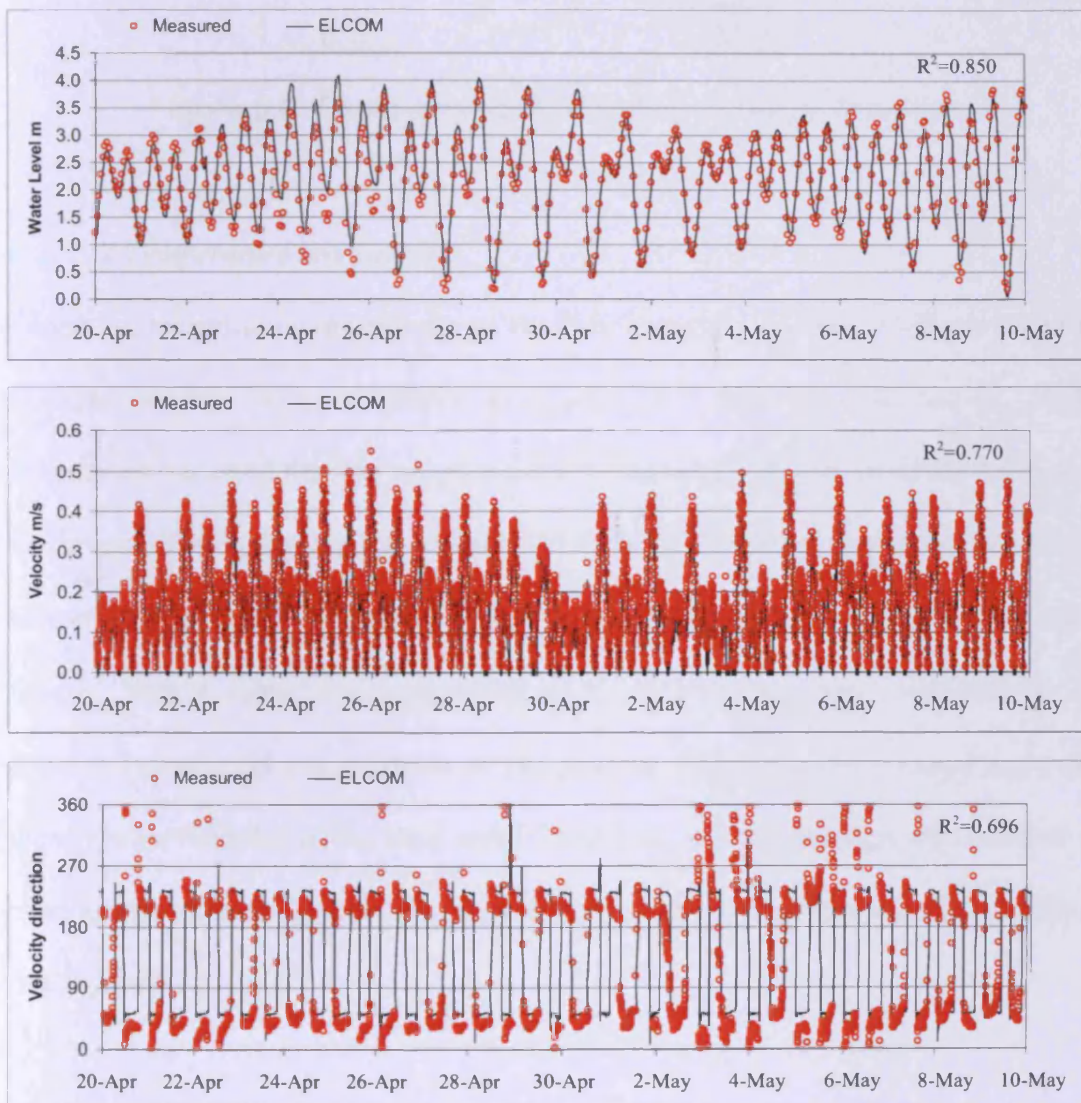 Measured ELCOM
R²=0.850
Water Level m
4.5
4.0
3.5
3.0
2.5
2.0
1.5
1.0
0.5
0.0
20-Apr 22-Apr 24-Apr 26-Apr 28-Apr 30-Apr 2-May 4-May 6-May 8-May 10-May
Measured ELCOM
R²=0.770
Velocity m/s
0.6
0.5
0.4
0.3
0.2
0.1
0.0
20-Apr 22-Apr 24-Apr 26-Apr 28-Apr 30-Apr 2-May 4-May 6-May 8-May 10-May
Measured ELCOM
R²=0.696
Velocity direction
360
270
180
90
0
20-Apr 22-Apr 24-Apr 26-Apr 28-Apr 30-Apr 2-May 4-May 6-May 8-May 10-May